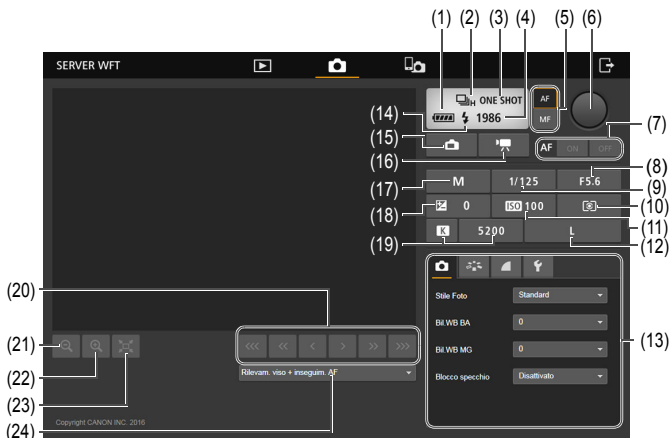 (1) (2) (3) (4) (5) (6)
SERVER WFT
H ONE SHOT
AF
1986
MF
(14)
(7)
(15)
AF ON OFF
(16)
(8)
(17) M 1/125 F5.6
(9)
(18) 0 ISO 100 (10)
(11)
K 5200 L
(19) (12)
(20)
Stile Foto Standard
Bil.WB BA 0
(13)
(21)
<<< << < > >> >>>
Bil.WB MG 0
(22)
Rilevam. viso + inseguim. AF
Blocco specchio Disattivato
(23)
Copyright CANON INC. 2016
(24)